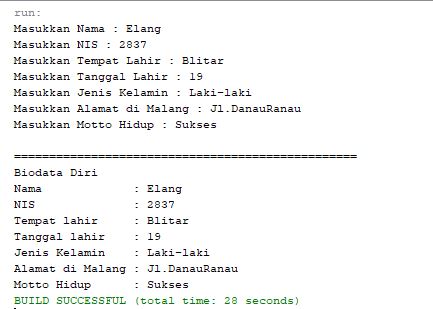 run:
Masukkan Nama : Elang
Masukkan NIS : 2837
Masukkan Tempat Lahir : Blitar
Masukkan Tanggal Lahir : 19
Masukkan Jenis Kelamin : Laki-laki
Masukkan Alamat di Malang : Jl.DanauRanau
Masukkan Motto Hidup : Sukses
=================================================
Biodata Diri
Nama             : Elang
NIS              : 2837
Tempat lahir     : Blitar
Tanggal lahir    : 19
Jenis Kelamin    : Laki-laki
Alamat di Malang : Jl.DanauRanau
Motto Hidup      : Sukses
BUILD SUCCESSFUL (total time: 28 seconds)